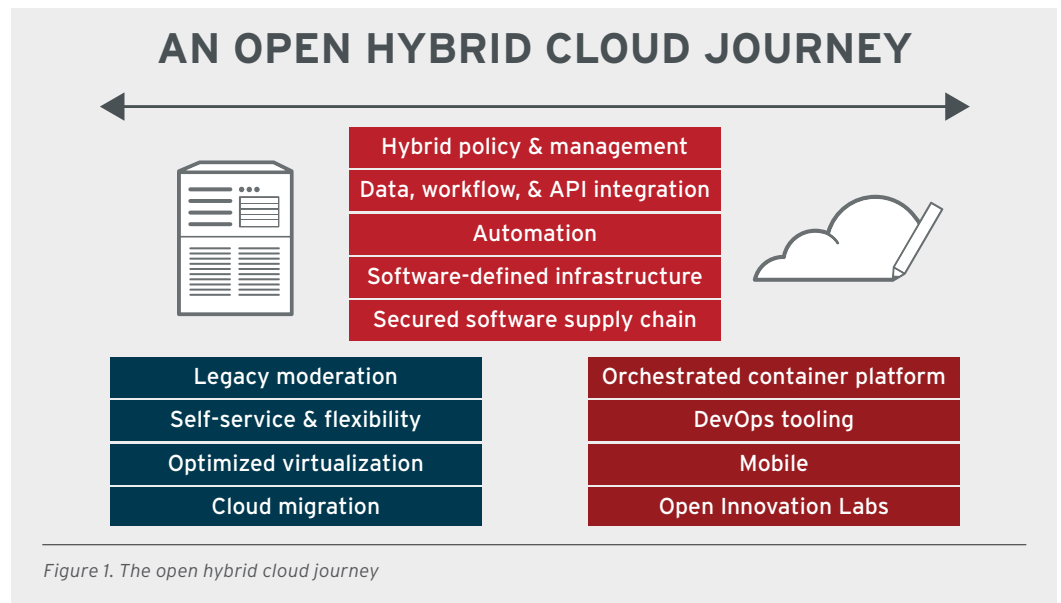 AN OPEN HYBRID CLOUD JOURNEY
Hybrid policy & management
Data, workflow, & API integration
Automation
Software-defined infrastructure
Secured software supply chain
Legacy moderation
Self-service & flexibility
Optimized virtualization
Cloud migration
Orchestrated container platform
DevOps tooling
Mobile
Open Innovation Labs
Figure 1. The open hybrid cloud journey